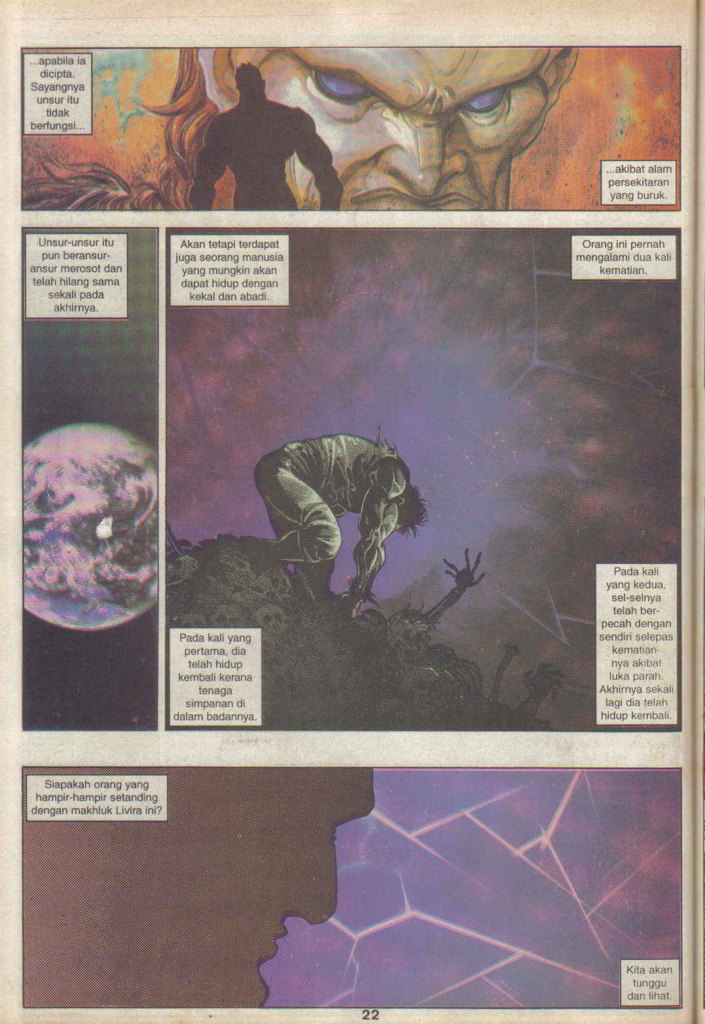 ...apabila ia
dicipta.
Sayangnya
unsur itu
tidak
berfungsi...
...akibat alam
persekitaran
yang buruk.
Unsur-unsur itu
pun beransur-
ansur merosot dan
telah hilang sama
sekali pada
akhirnya.
Akan tetapi terdapat
juga seorang manusia
yang mungkin akan
dapat hidup dengan
kekal dan abadi.
Orang ini pernah
mengalami dua kali
kematian.
Pada kali yang
pertama, dia
telah hidup
kembali kerana
tenaga
simpanan di
dalam badannya.
Pada kali
yang kedua,
sel-selnya
telah ber-
pecah dengan
sendiri selepas
kematian-
nya akibat
luka parah.
Akhirnya sekali
lagi dia telah
hidup kembali.
Siapakah orang yang
hampir-hampir setanding
dengan makhluk Livira ini?
Kita akan
tunggu
dan lihat.
22